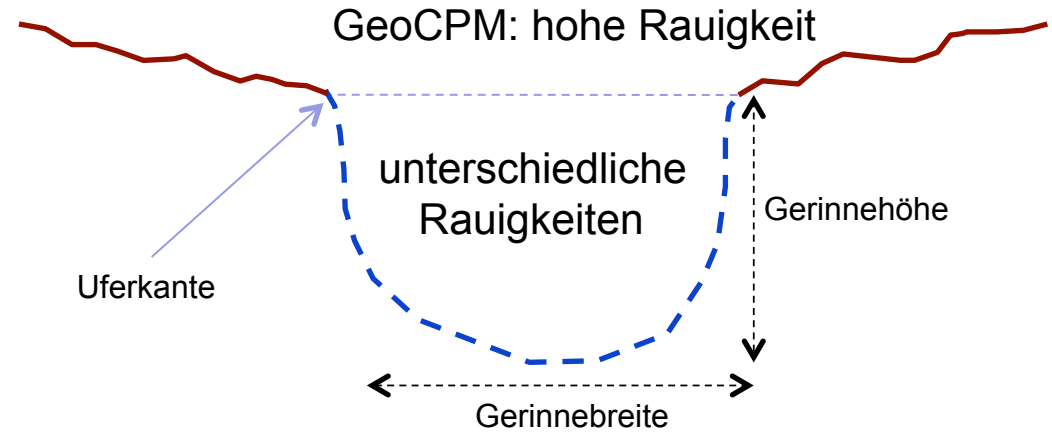 GeoCPM: hohe Rauigkeit
unterschiedliche
Rauigkeiten
Gerinnehöhe
Uferkante
Gerinnebreite